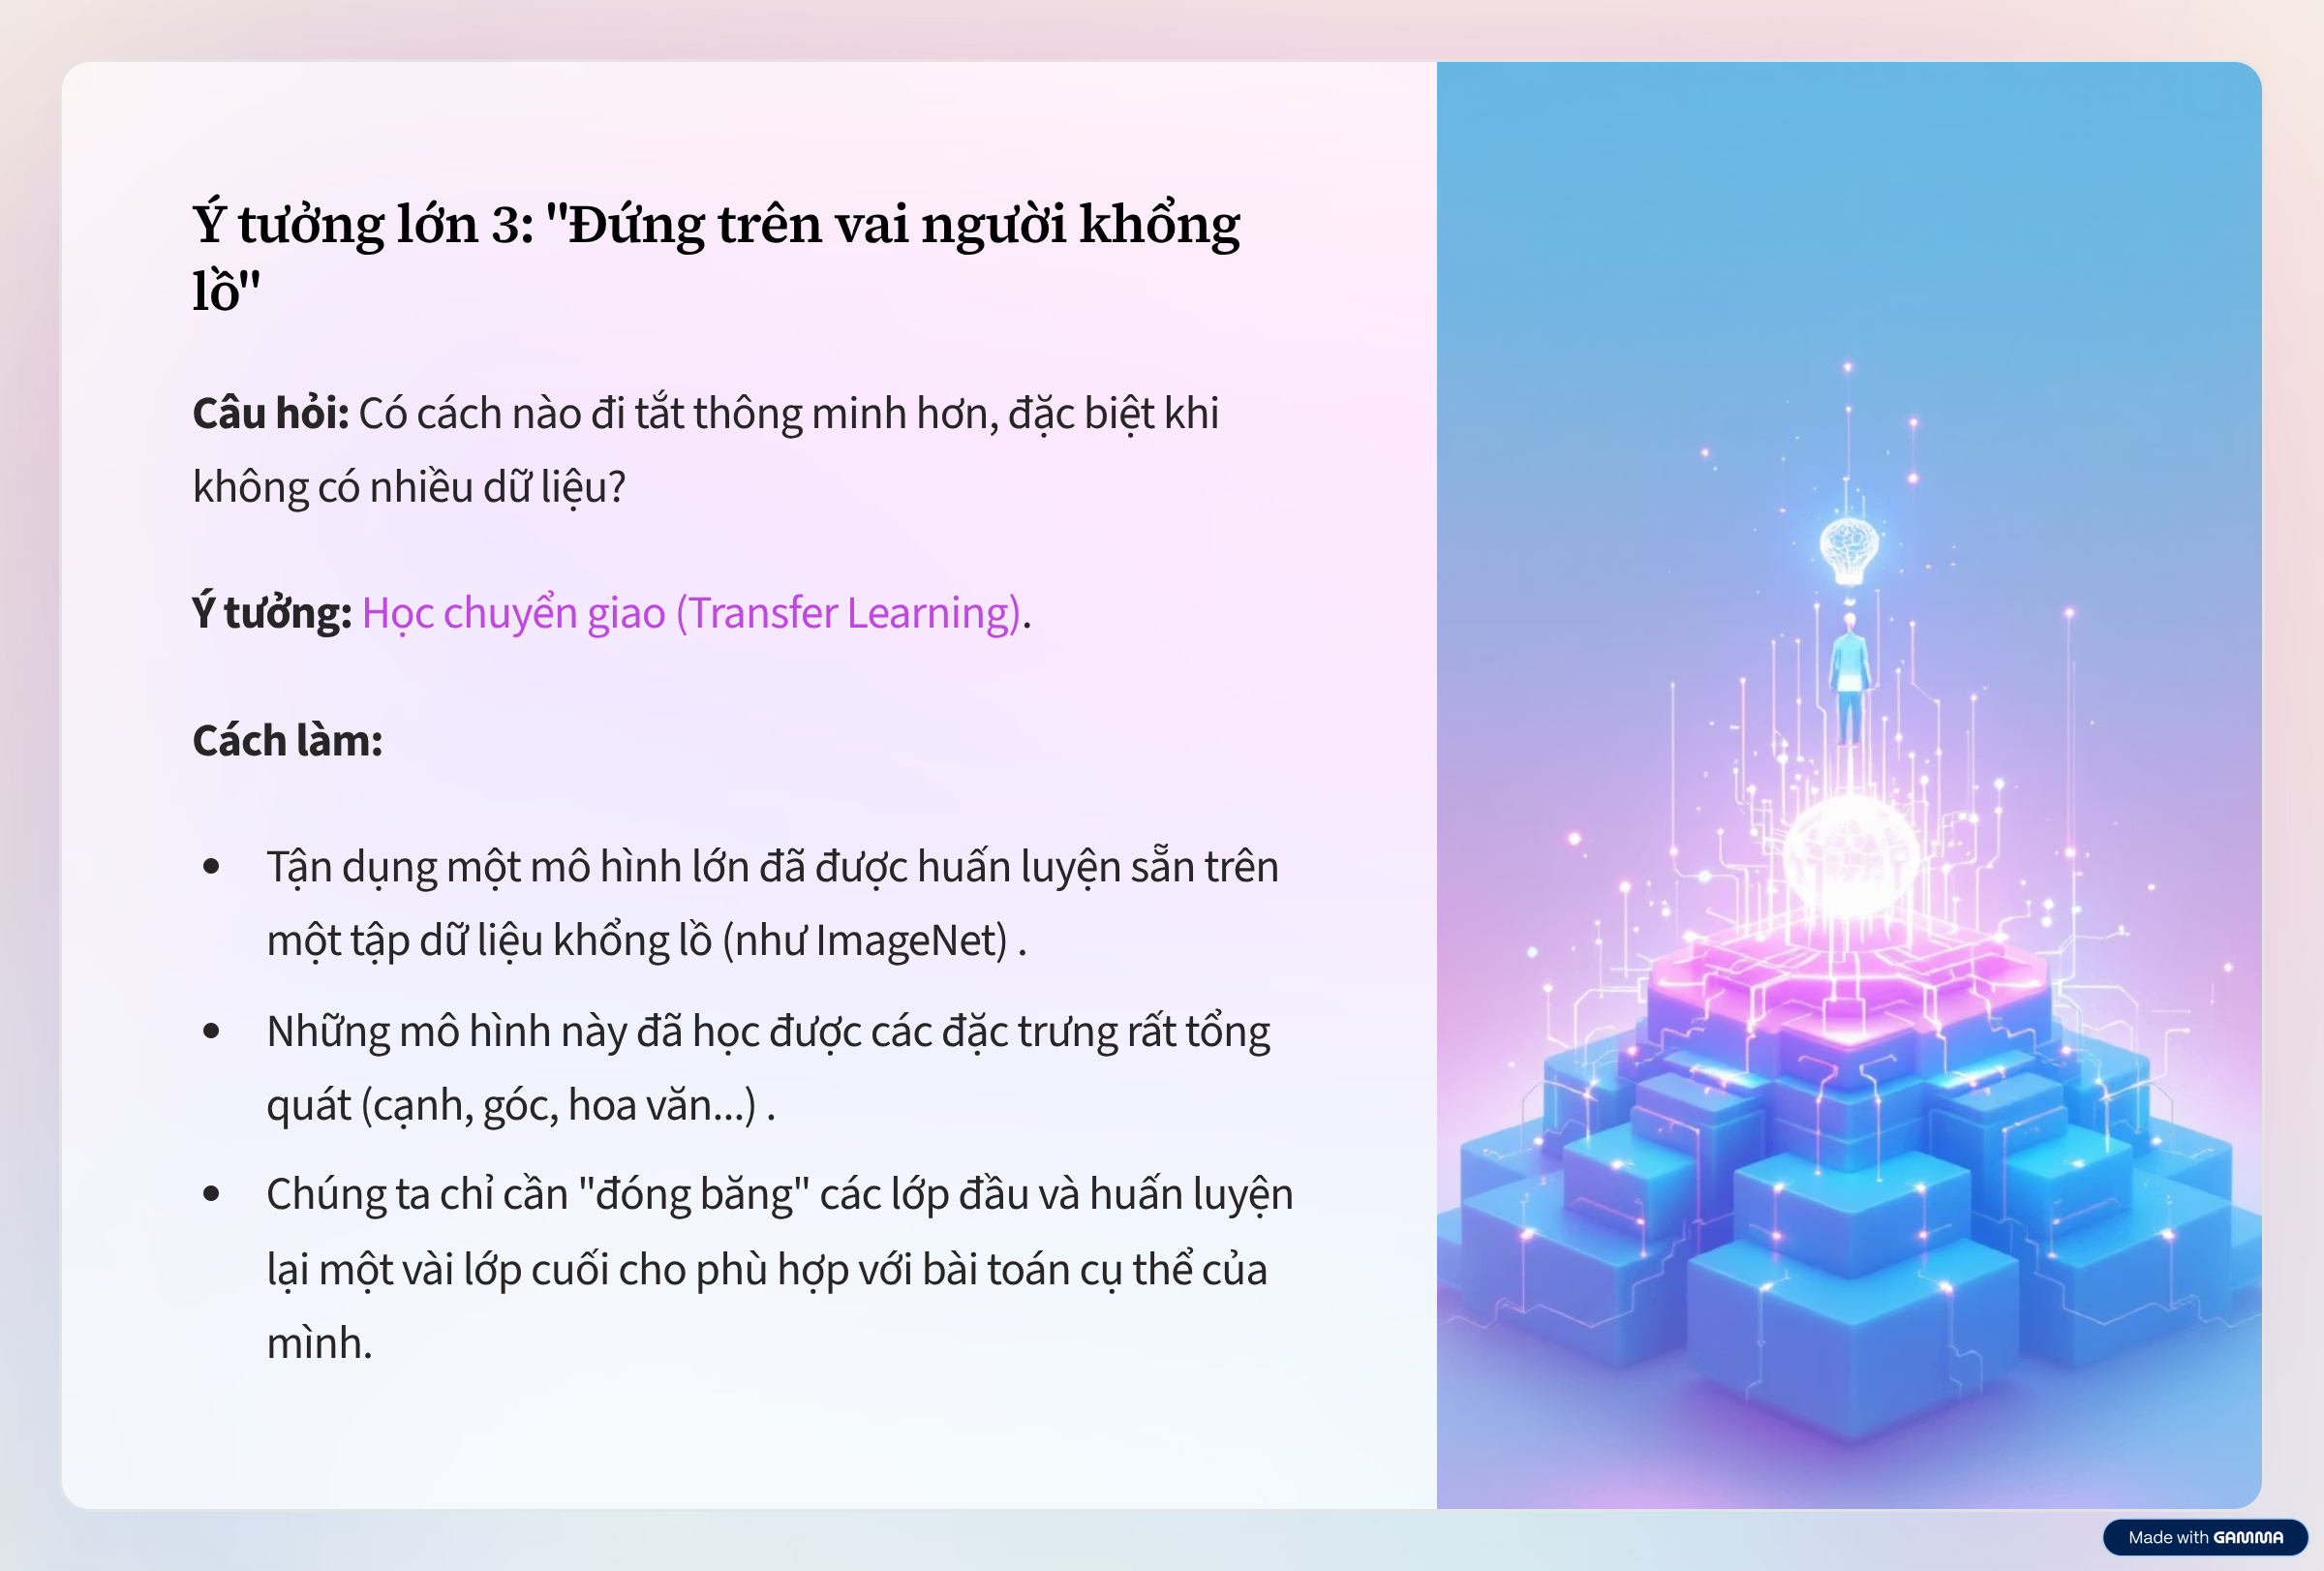 Ý tưởng lớn 3: "Đứng trên vai người khổng
lồ"
Câu hỏi: Có cách nào đi tắt thông minh hơn, đặc biệt khi
không có nhiều dữ liệu?
Ý tưởng: Học chuyển giao (Transfer Learning).
Cách làm:
• Tận dụng một mô hình lớn đã được huấn luyện sẵn trên
một tập dữ liệu khổng lồ (như ImageNet) .
• Những mô hình này đã học được các đặc trưng rất tổng
quát (cạnh, góc, hoa văn...) .
• Chúng ta chỉ cần "đóng băng" các lớp đầu và huấn luyện
lại một vài lớp cuối cho phù hợp với bài toán cụ thể của
mình.
Made with GAMMA